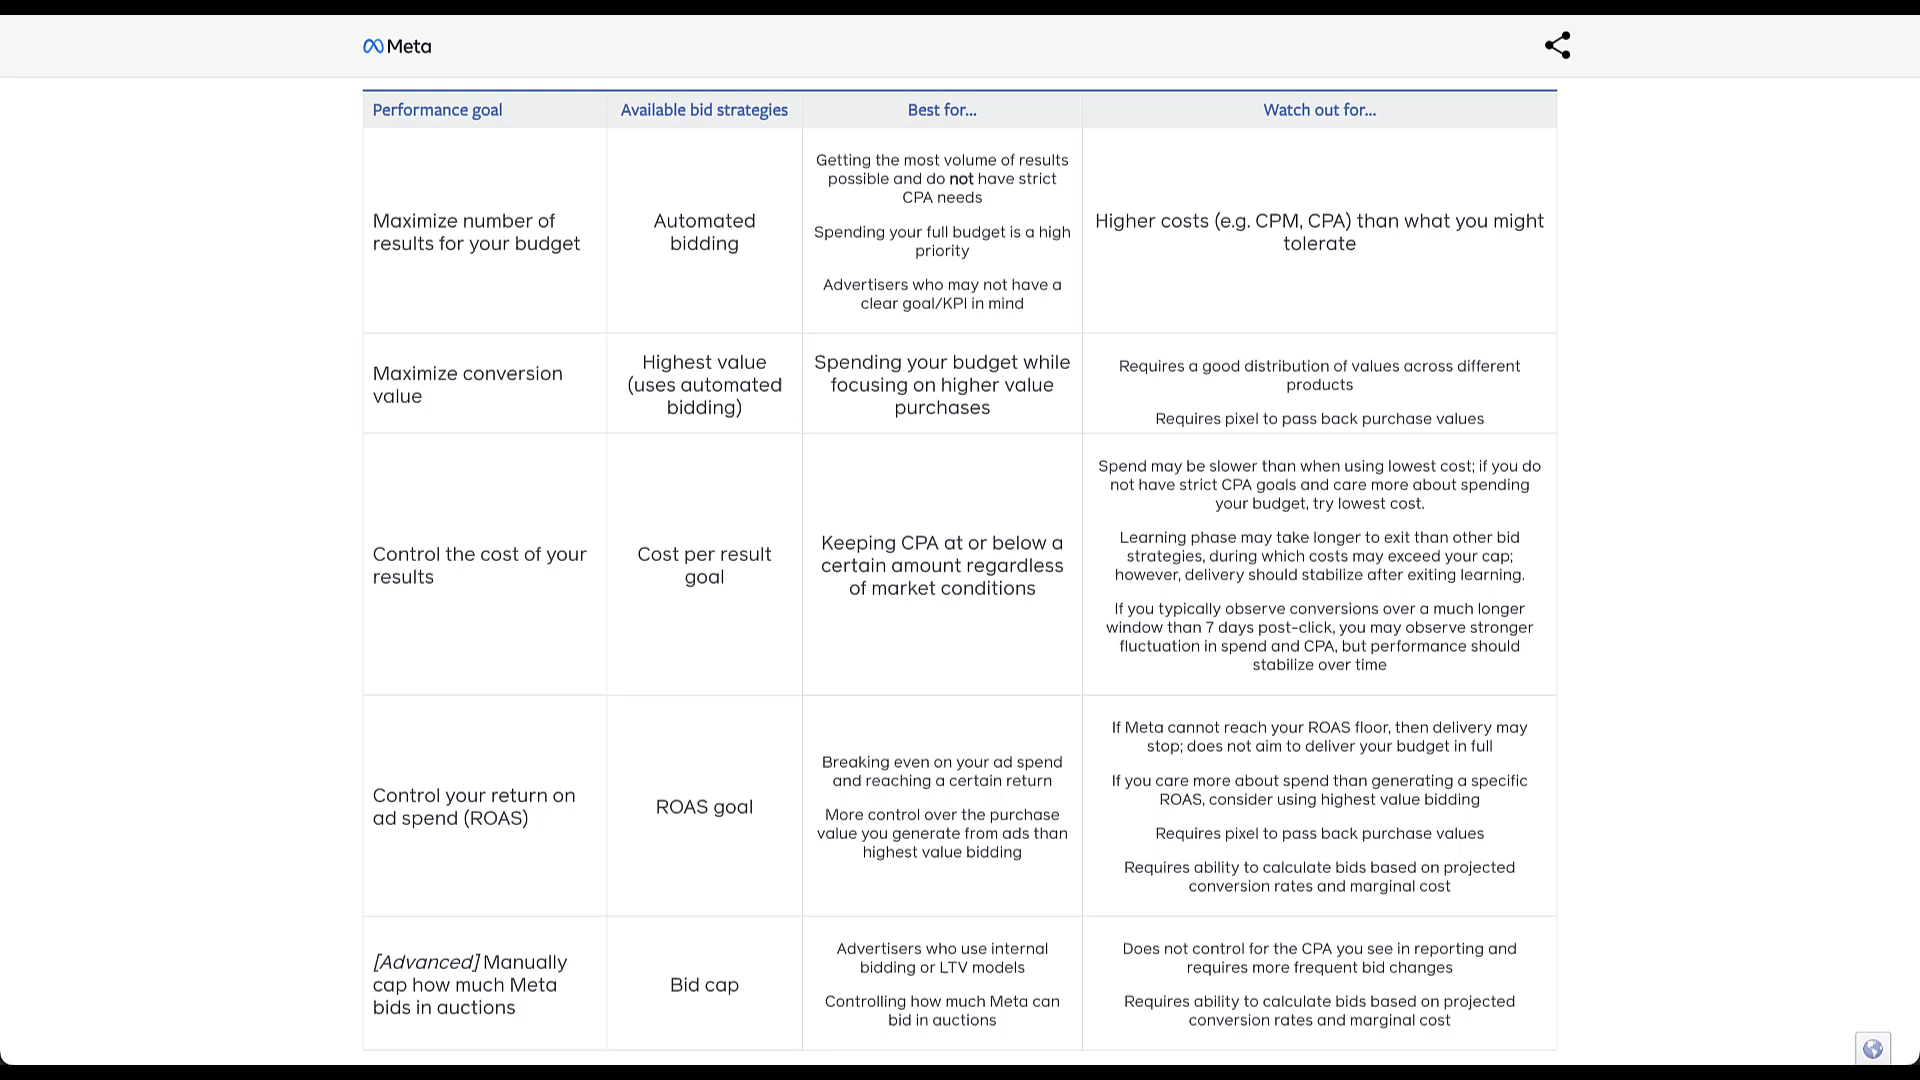 Meta
Performance goal
Available bid strategies
Best for...
Watch out for...
Maximize number of
results for your budget
Automated
bidding
Getting the most volume of results
possible and do not have strict
CPA needs
Spending your full budget is a high
priority
Advertisers who may not have a
clear goal/KPI in mind
Higher costs (e.g. CPM, CPA) than what you might
tolerate
Maximize conversion
value
Highest value
(uses automated
bidding)
Spending your budget while
focusing on higher value
purchases
Requires a good distribution of values across different
products
Requires pixel to pass back purchase values
Control the cost of your
results
Cost per result
goal
Keeping CPA at or below a
certain amount regardless
of market conditions
Spend may be slower than when using lowest cost; if you do
not have strict CPA goals and care more about spending
your budget, try lowest cost.
Learning phase may take longer to exit than other bid
strategies, during which costs may exceed your cap;
however, delivery should stabilize after exiting learning.
If you typically observe conversions over a much longer
window than 7 days post-click, you may observe stronger
fluctuation in spend and CPA, but performance should
stabilize over time
Control your return on
ad spend (ROAS)
ROAS goal
Breaking even on your ad spend
and reaching a certain return
More control over the purchase
value you generate from ads than
highest value bidding
If Meta cannot reach your ROAS floor, then delivery may
stop; does not aim to deliver your budget in full
If you care more about spend than generating a specific
ROAS, consider using highest value bidding
Requires pixel to pass back purchase values
Requires ability to calculate bids based on projected
conversion rates and marginal cost
[Advanced] Manually
cap how much Meta
bids in auctions
Bid cap
Advertisers who use internal
bidding or LTV models
Controlling how much Meta can
bid in auctions
Does not control for the CPA you see in reporting and
requires more frequent bid changes
Requires ability to calculate bids based on projected
conversion rates and marginal cost